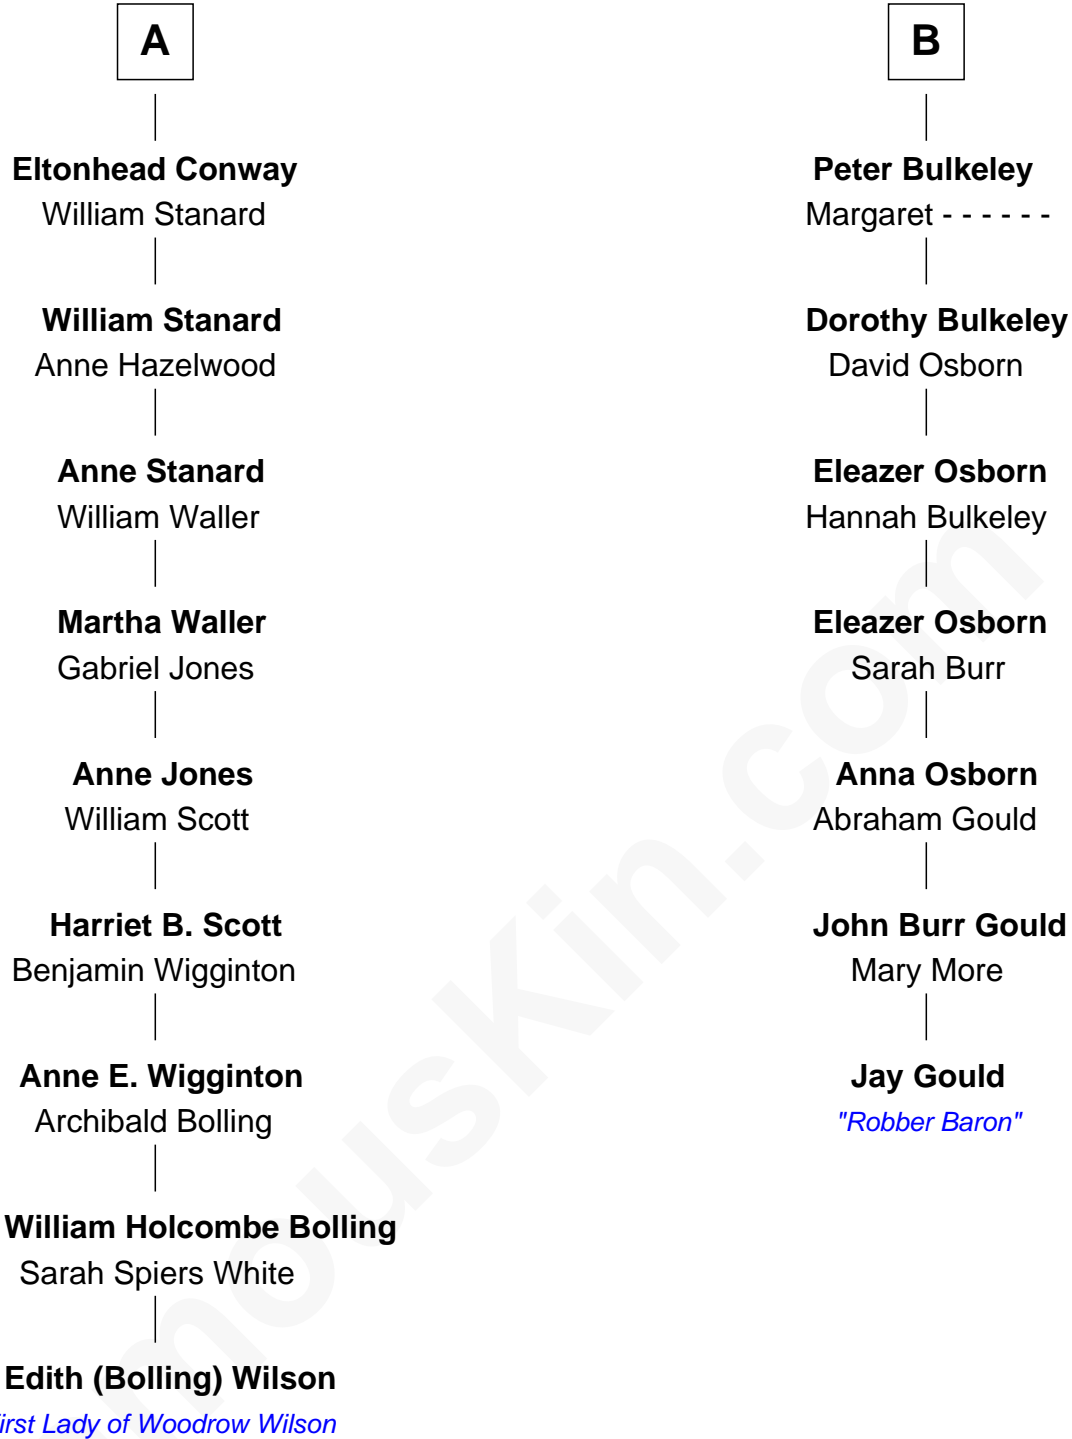 A
Eltonhead Conway
William Stanard
William Stanard
Anne Hazelwood
Anne Stanard
William Waller
Martha Waller
Gabriel Jones
Anne Jones
William Scott
Harriet B. Scott
Benjamin Wigginton
Anne E. Wigginton
Archibald Bolling
William Holcombe Bolling
Sarah Spiers White
Edith (Bolling) Wilson
irst Lady of Woodrow Wilson
B
Peter Bulkeley
Margaret - - - - - -
Dorothy Bulkeley
David Osborn
Eleazer Osborn
Hannah Bulkeley
Eleazer Osborn
Sarah Burr
Anna Osborn
Abraham Gould
John Burr Gould
Mary More
Jay Gould
"Robber Baron"
mouskin.com